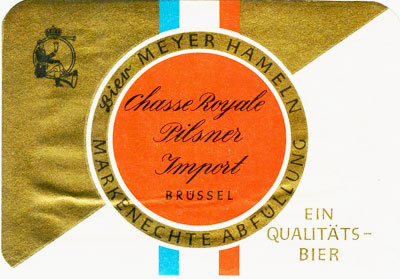 Bier MEYER HAMELN
Chasse Royale
Pilsner
Import
BRÜSSEL
MARKENECHTE ABFÜLLUNG
EIN
QUALITÄTS-
BIER